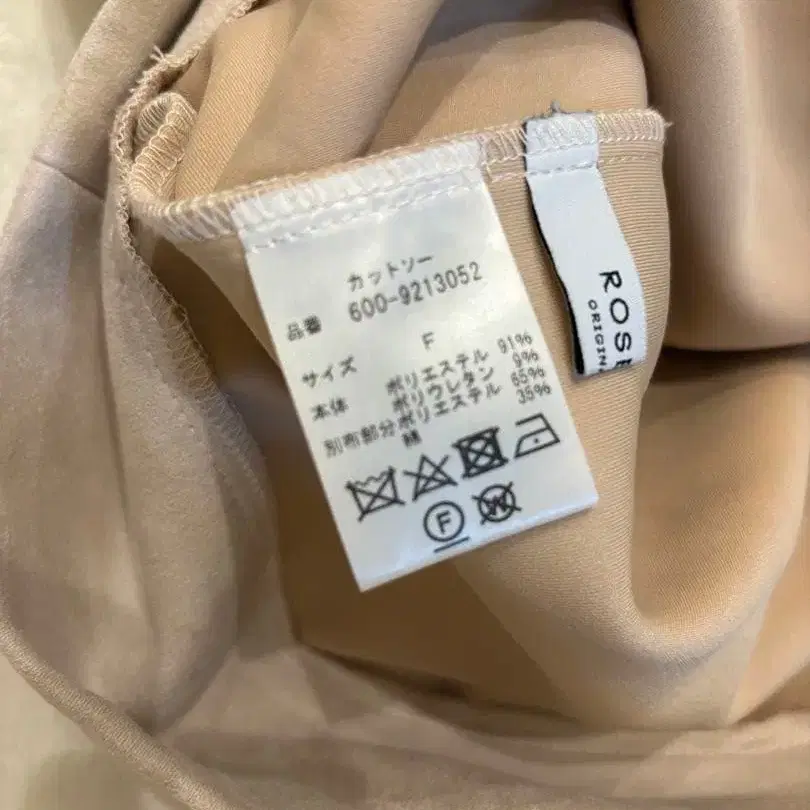 カットソー
品番 600-9213052
サイズ F
本体 ポリエステル 91%
ポリウレタン 9%
別布部分 ポリエステル 65%
綿 35%
F
W
ROSE
ORIGIN